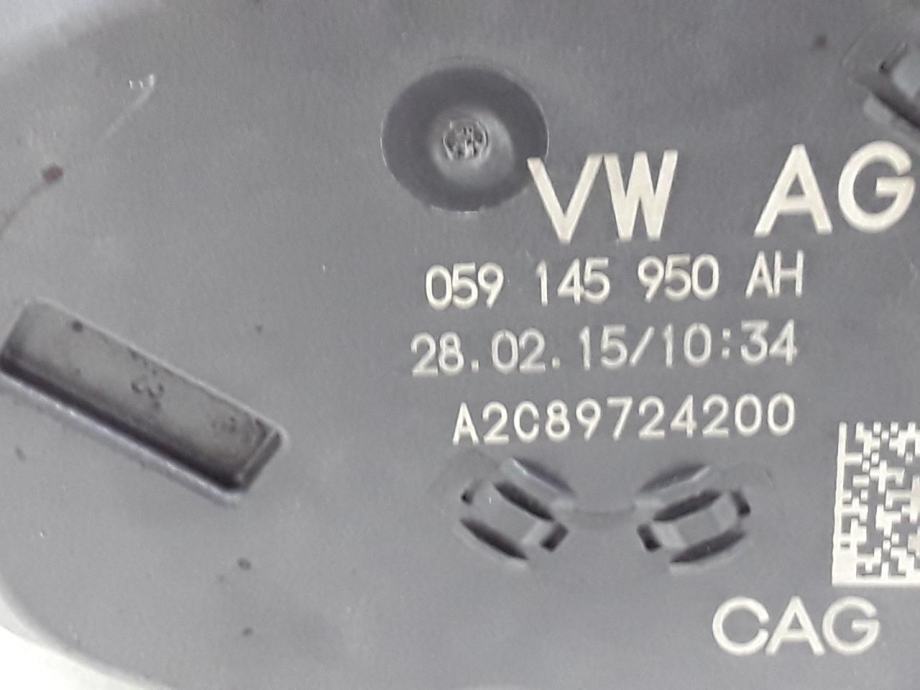 VW AG
059 145 950 AH
28.02.15/10:34
A2C89724200
CAG